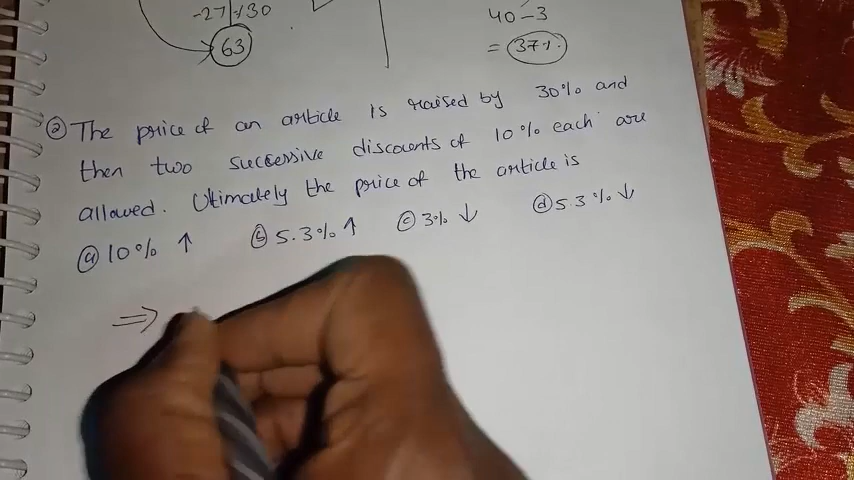 -27 | 30
63
40-3
= 37%
② The price of an article is raised by 30% and
then two successive discounts of 10% each are
allowed. Ultimately the price of the article is
ⓐ 10% ↑ ⓑ 5.3% ↑ ⓒ 3% ↓ ⓓ 5.3% ↓
⇒